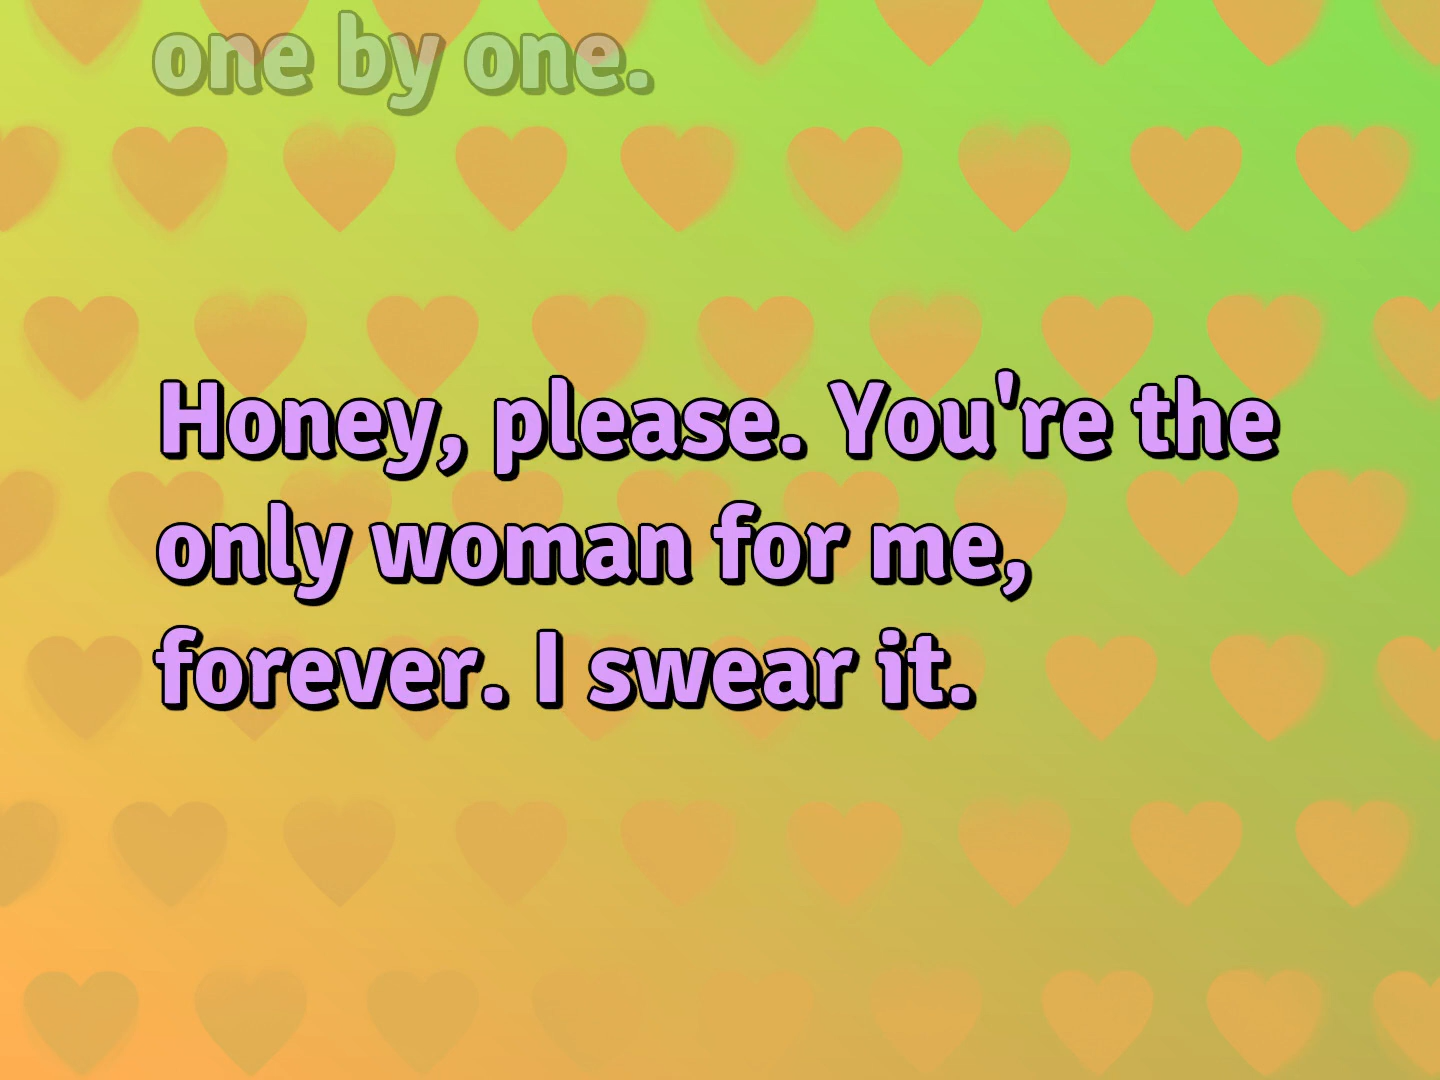 one by one.
Honey, please. You're the
only woman for me,
forever. I swear it.